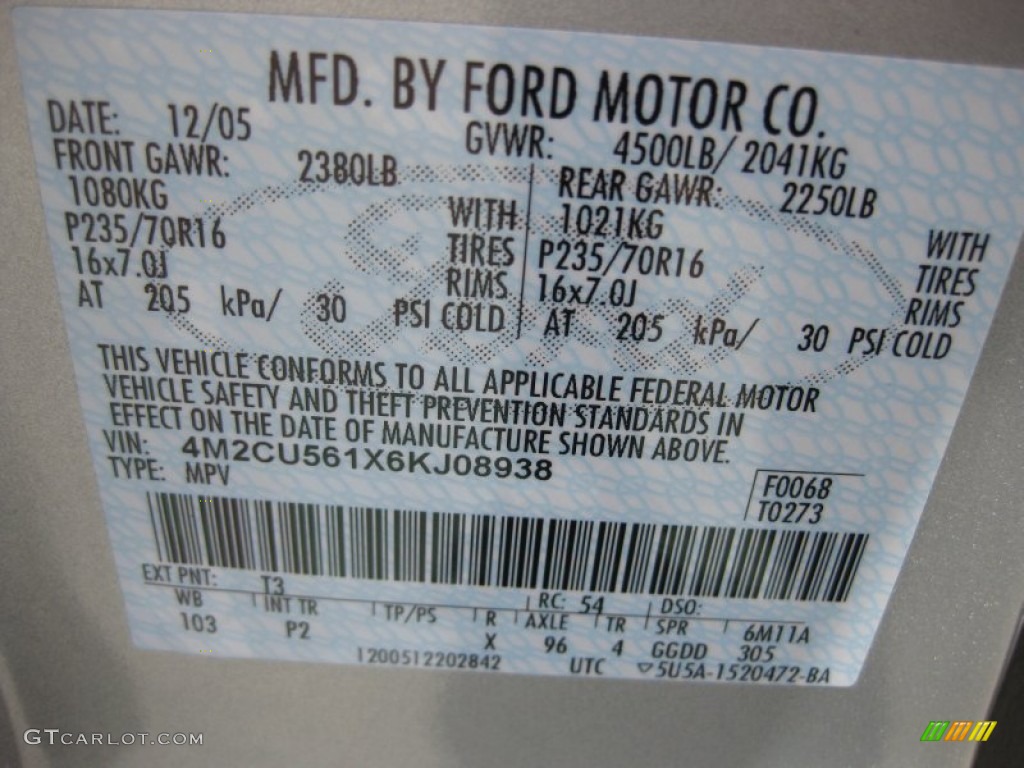 MFD. BY FORD MOTOR CO.
DATE: 12/05 GVWR: 4500LB/ 2041KG
FRONT GAWR: 2380LB REAR GAWR: 2250LB
1080KG WITH 1021KG WITH
P235/70R16 TIRES P235/70R16 TIRES
16x7.0J RIMS 16x7.0J RIMS
AT 205 kPa/ 30 PSI COLD AT 205 kPa/ 30 PSI COLD
THIS VEHICLE CONFORMS TO ALL APPLICABLE FEDERAL MOTOR
VEHICLE SAFETY AND THEFT PREVENTION STANDARDS IN
EFFECT ON THE DATE OF MANUFACTURE SHOWN ABOVE.
VIN: 4M2CU561X6KJ08938
TYPE: MPV F0068
T0273
EXT PNT: T3 RC: 54 DSO:
WB INT TR TP/PS R AXLE TR SPR 6M11A
103 P2 X 96 4 GGDD 305
1200512202842 UTC ▽5U5A-1520472-BA
GTCARLOT.COM